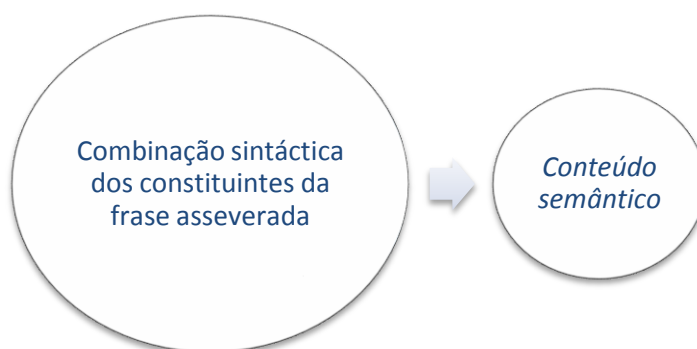 Combinação sintáctica
dos constituintes da
frase asseverada
Conteúdo
semântico